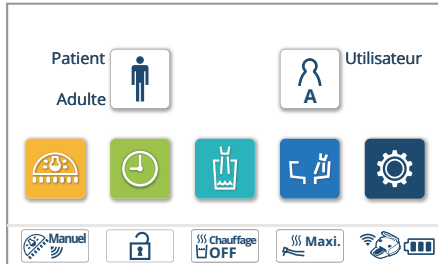 Patient
Adulte
A
Utilisateur
Manuel
Chauffage
OFF
Maxi.